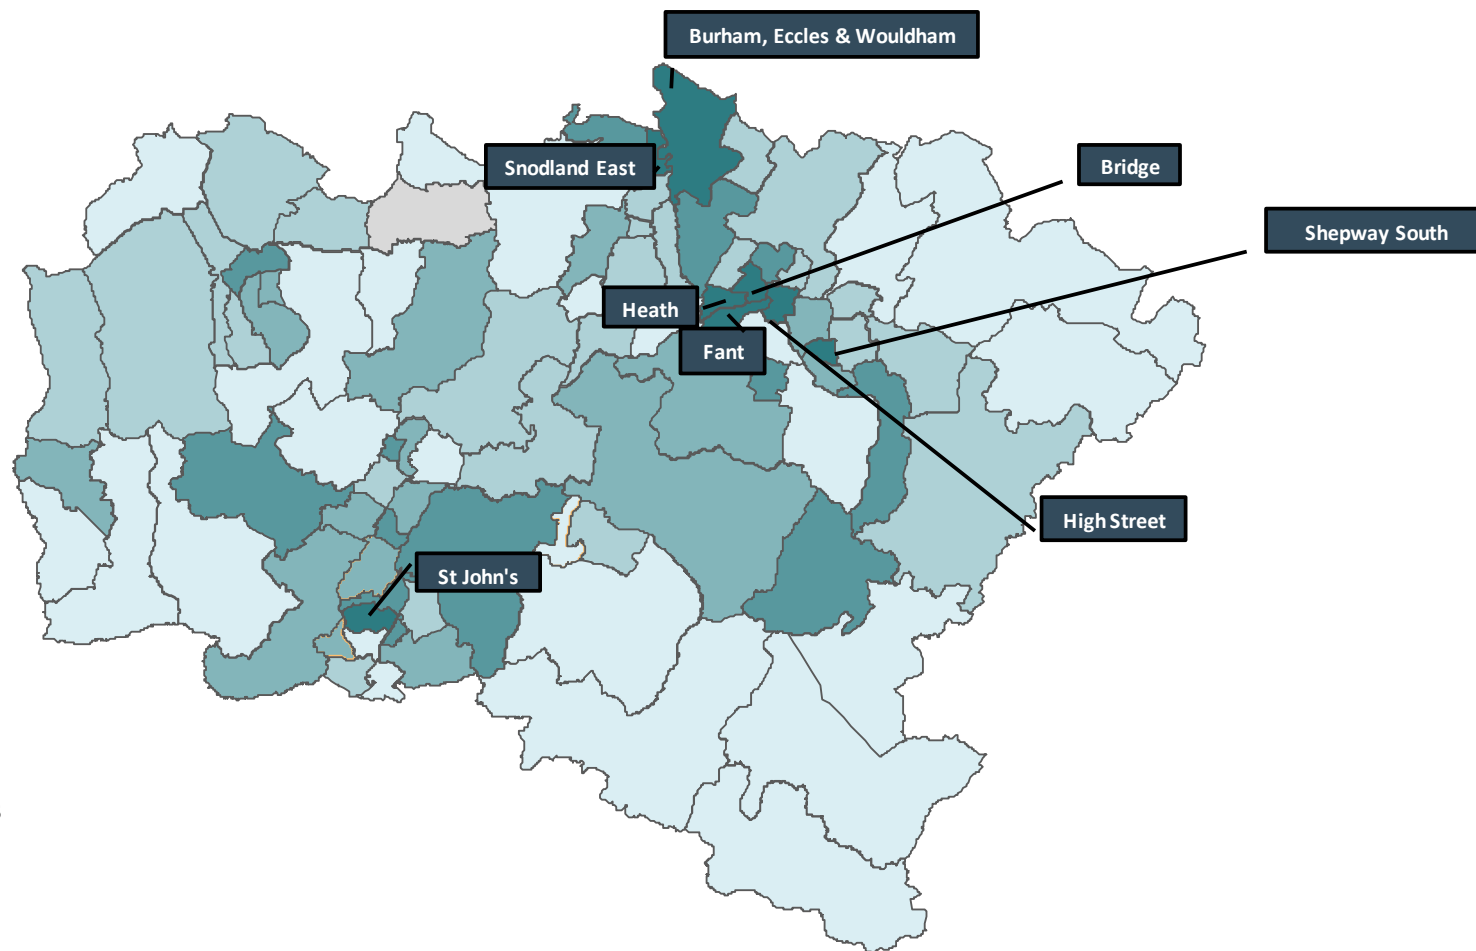 Burham, Eccles & Wouldham
Snodland East
Bridge
Shepway South
Heath
Fant
High Street
St John's